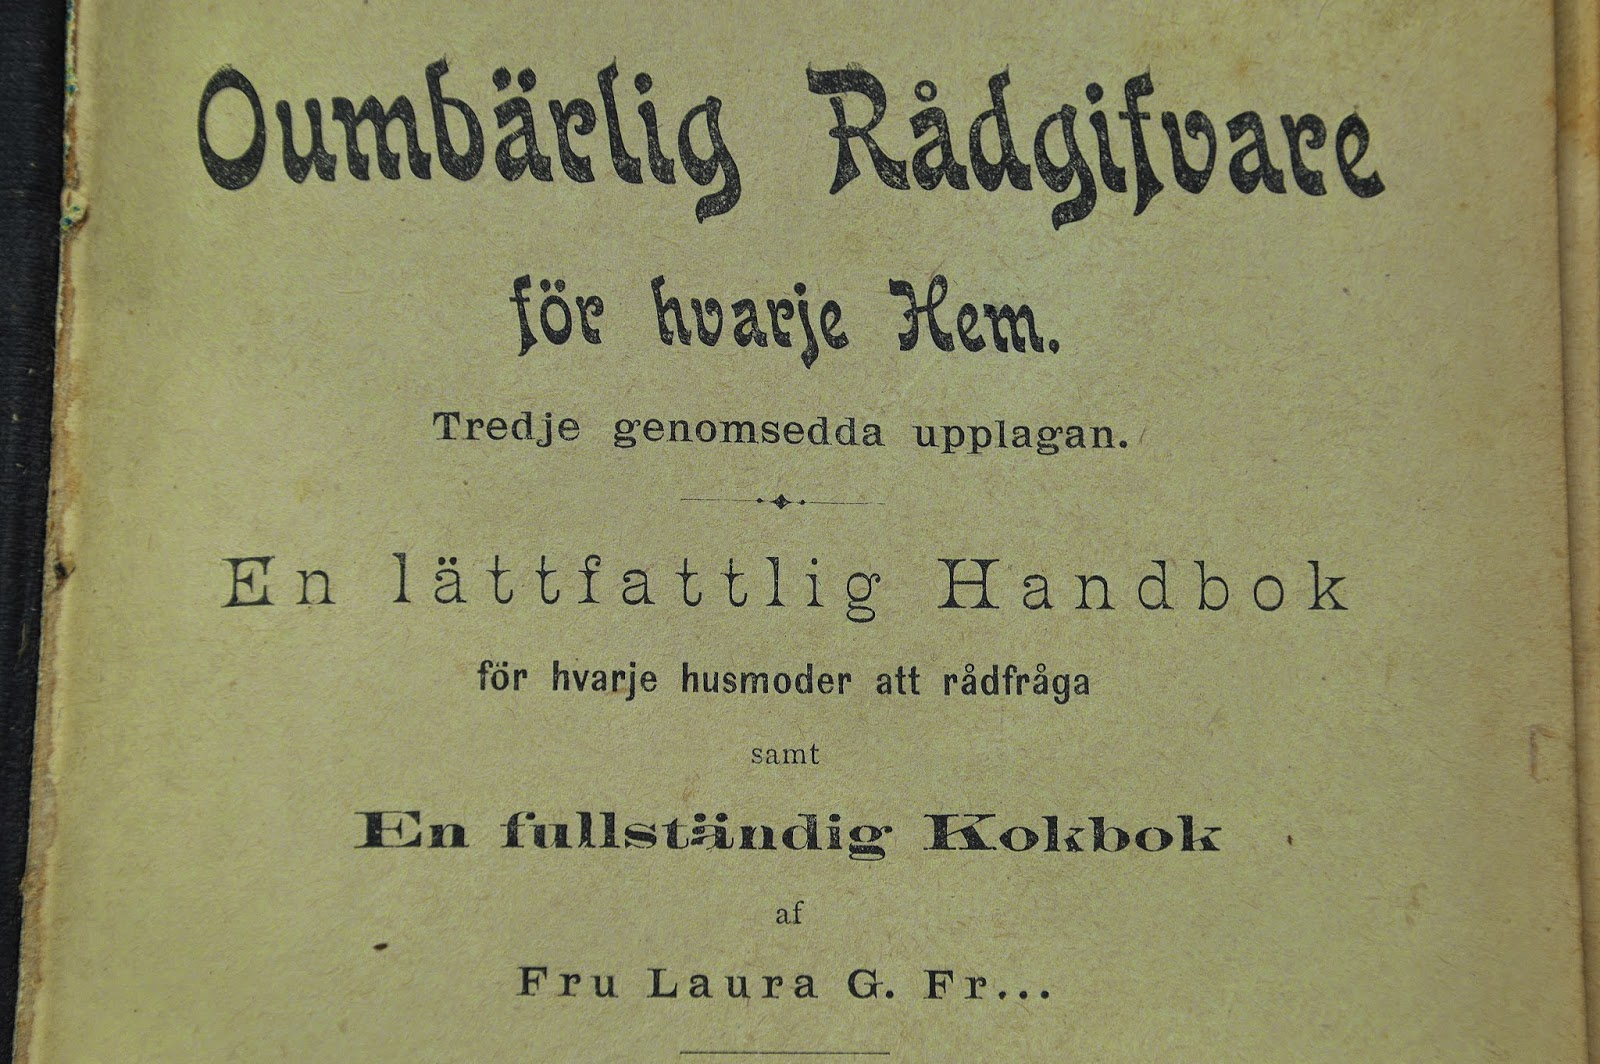 Oumbärlig Rådgifvare
för hvarje Hem.
Tredje genomsedda upplagan.
En lättfattlig Handbok
för hvarje husmoder att rådfråga
samt
En fullständig Kokbok
af
Fru Laura G. Fr...